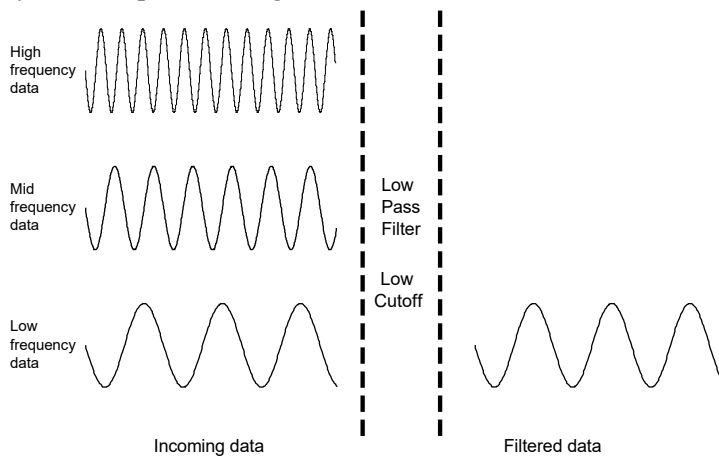 High
frequency
data
Mid
frequency
data
Low
Pass
Filter
Low
Cutoff
Low
frequency
data
Incoming data
Filtered data